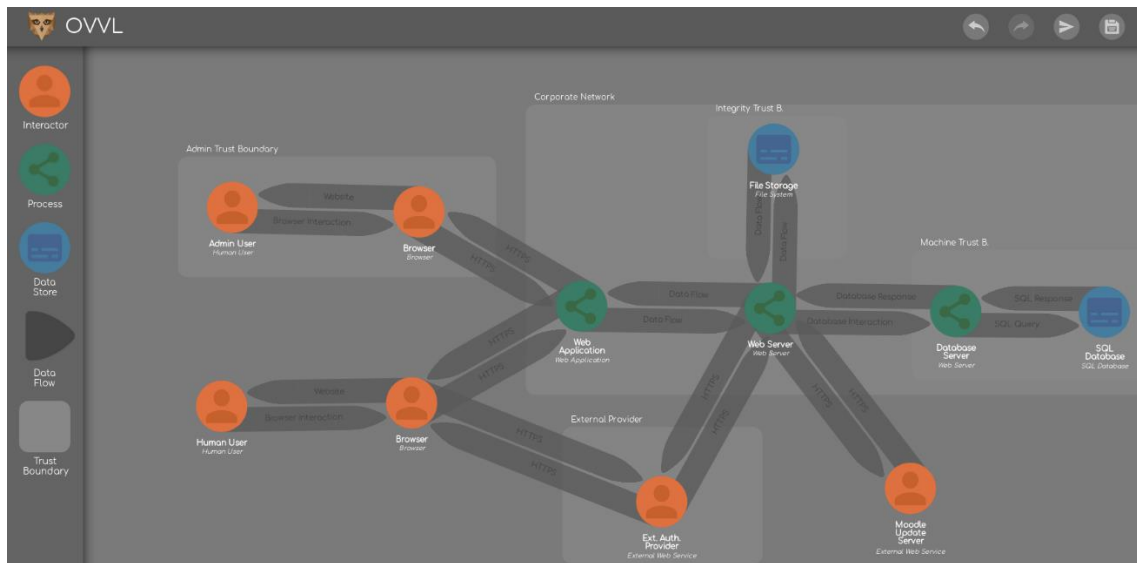 OVVL
Interactor
Process
Data
Store
Data
Flow
Trust
Boundary
Corporate Network
Integrity Trust B.
File Storage
File System
Data Flow
Data Flow
Admin Trust Boundary
Website
Browser Interaction
Admin User
Human User
Browser
Browser
HTTPS
HTTPS
Machine Trust B.
Data Flow
Data Flow
Database Response
Database Interaction
SQL Response
SQL Query
Web
Application
Web Application
Web Server
Web Server
Database
Server
Web Server
SQL
Database
SQL Database
HTTPS
HTTPS
Website
Browser Interaction
Human User
Human User
Browser
Browser
HTTPS
HTTPS
HTTPS
HTTPS
HTTPS
HTTPS
External Provider
Ext. Auth.
Provider
External Web Service
Moodle
Update
Server
External Web Service